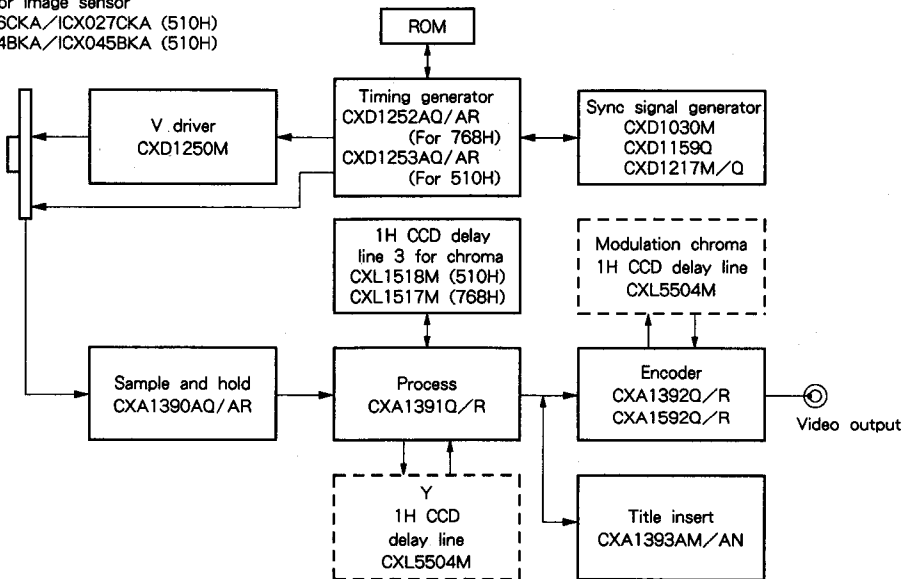 or image sensor
6CKA/ICX027CKA (510H)
4BKA/ICX045BKA (510H)
ROM
V driver
CXD1250M
Timing generator
CXD1252AQ/AR
(For 768H)
CXD1253AQ/AR
(For 510H)
Sync signal generator
CXD1030M
CXD1159Q
CXD1217M/Q
1H CCD delay
line 3 for chroma
CXL1518M (510H)
CXL1517M (768H)
Modulation chroma
1H CCD delay line
CXL5504M
Sample and hold
CXA1390AQ/AR
Process
CXA1391Q/R
Encoder
CXA1392Q/R
CXA1592Q/R
Video output
Y
1H CCD
delay line
CXL5504M
Title insert
CXA1393AM/AN